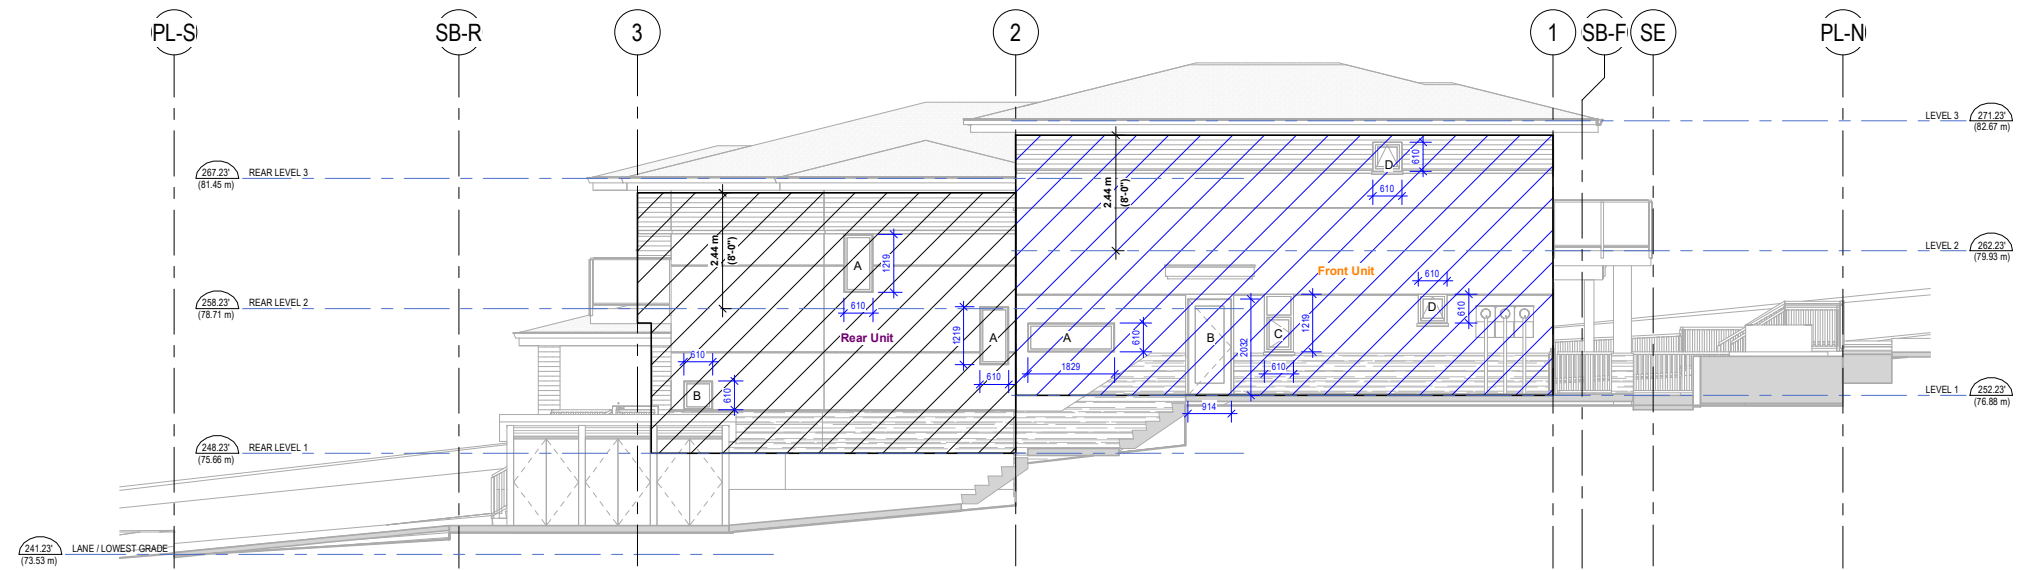 PL-S
SB-R
3
2
1
SB-F
SE
PL-N
LEVEL 3
271.23'
(82.67 m)
267.23'
(81.45 m)
REAR LEVEL 3
D
610
610
2.44 m
(8'-0")
2.44 m
(8'-0")
LEVEL 2
262.23'
(79.93 m)
A
1219
610
Front Unit
258.23'
(78.71 m)
REAR LEVEL 2
610
D
610
1219
A
610
Rear Unit
A
610
1829
B
2032
914
C
1219
610
610
B
610
LEVEL 1
252.23'
(76.88 m)
248.23'
(75.66 m)
REAR LEVEL 1
241.23'
(73.53 m)
LANE / LOWEST GRADE